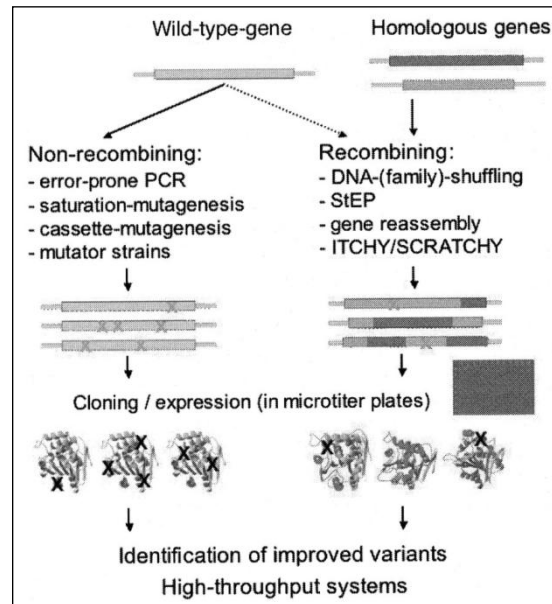 Wild-type-gene
Homologous genes
Non-recombining:
- error-prone PCR
- saturation-mutagenesis
- cassette-mutagenesis
- mutator strains
Recombining:
- DNA-(family)-shuffling
- StEP
- gene reassembly
- ITCHY/SCRATCHY
X
X X X
X X
X
X
Cloning / expression (in microtiter plates)
X
X X X
X X
X
X
Identification of improved variants
High-throughput systems